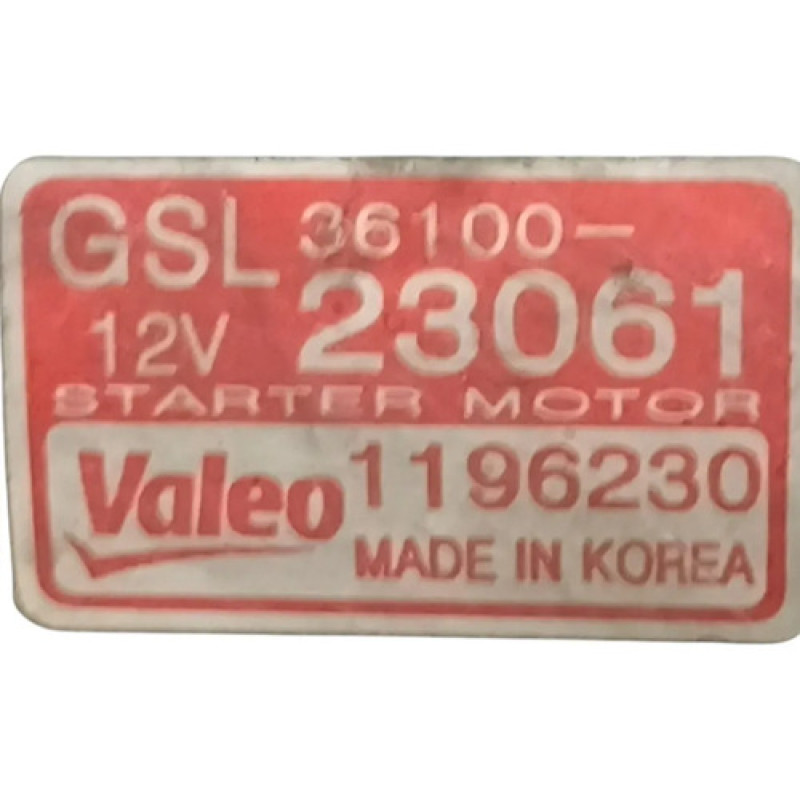 GSL 36100-
12V 23061
STARTER MOTOR
Valeo 1196230
MADE IN KOREA